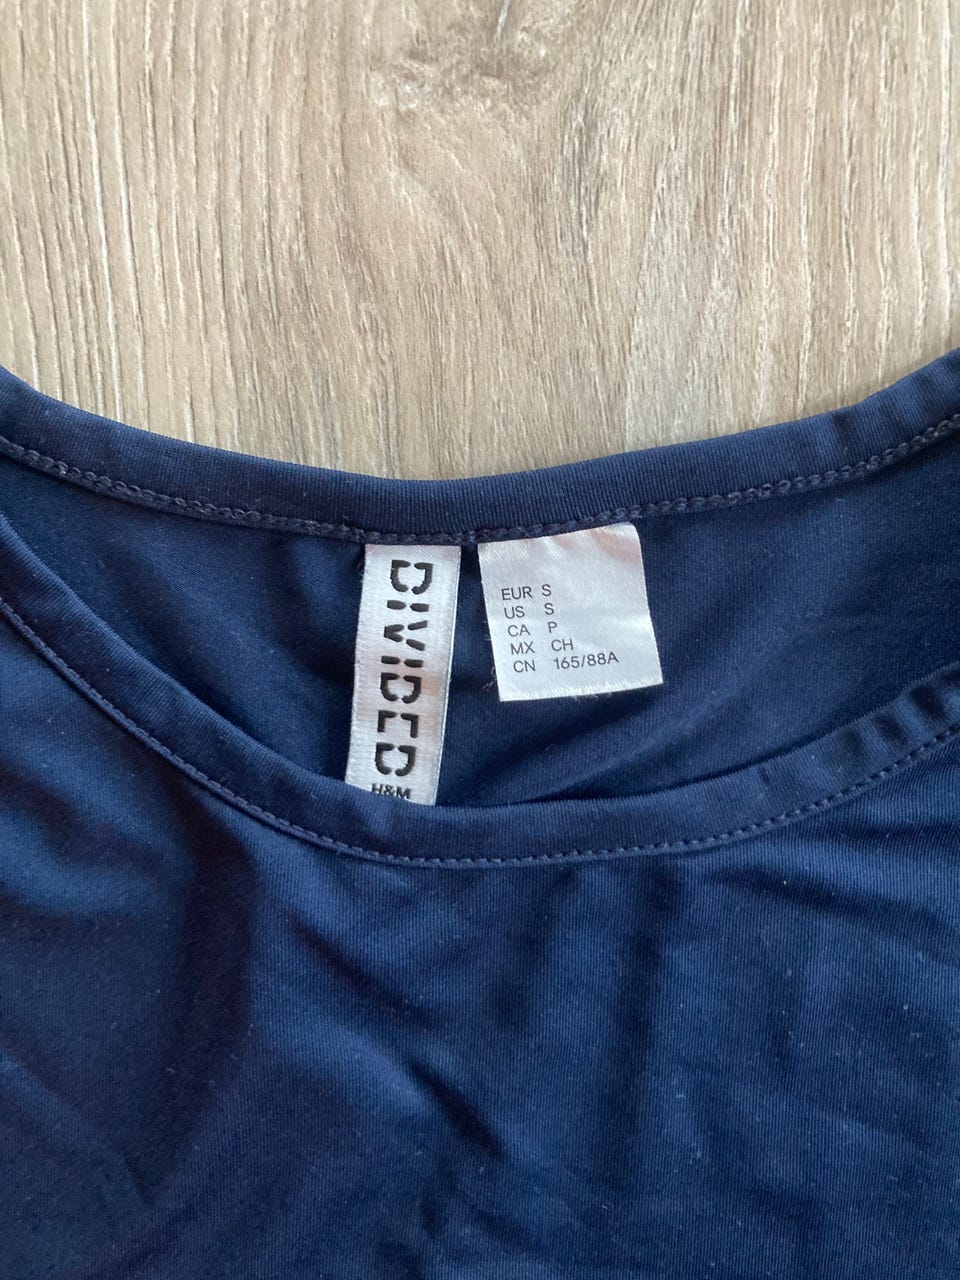 DIVIDED
H&M
EUR S
US S
CA P
MX CH
CN 165/88A